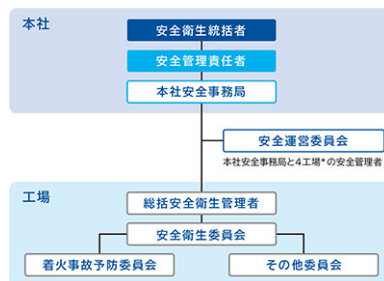 本社
安全衛生統括者
安全管理責任者
本社安全事務局
安全運営委員会
本社安全事務局と4工場*の安全管理者
工場
総括安全衛生管理者
安全衛生委員会
着火事故予防委員会
その他委員会